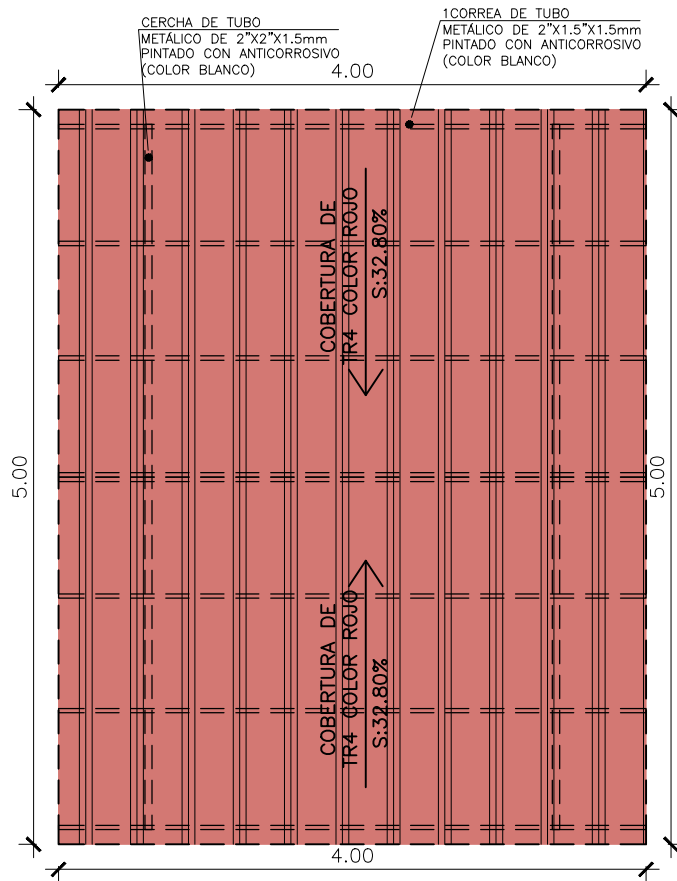 CERCHA DE TUBO
METÁLICO DE 2"X2"X1.5mm
PINTADO CON ANTICORROSIVO
(COLOR BLANCO)
1CORREA DE TUBO
METÁLICO DE 2"X1.5"X1.5mm
PINTADO CON ANTICORROSIVO
(COLOR BLANCO)
4.00
COBERTURA DE
TR4 COLOR ROJO
S:32.80%
5.00
5.00
COBERTURA DE
TR4 COLOR ROJO
S:32.80%
4.00